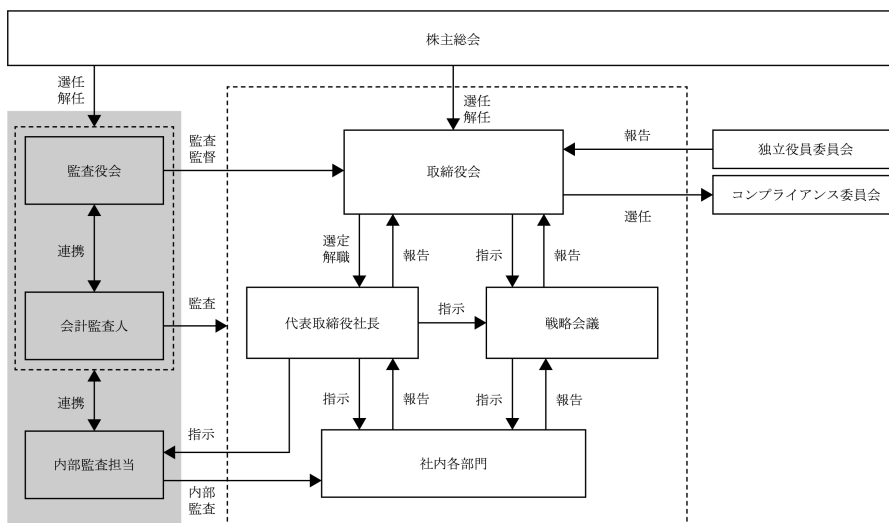 株主総会
選任
解任
選任
解任
監査役会
監査
監督
取締役会
報告
独立役員委員会
コンプライアンス委員会
選任
連携
選定
解職
報告
指示
報告
会計監査人
監査
代表取締役社長
指示
戦略会議
連携
指示
指示
報告
指示
報告
内部監査担当
内部
監査
社内各部門